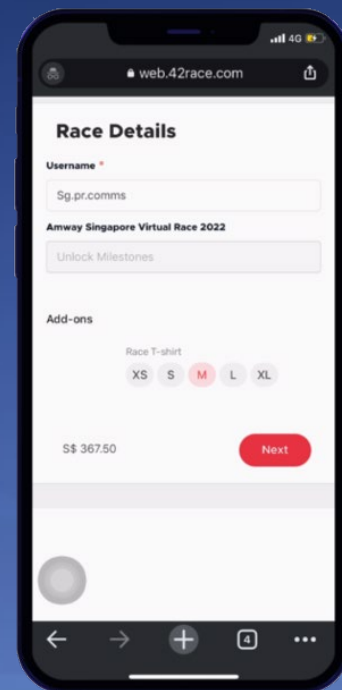 4G
web.42race.com
Race Details
Username *
Sg.pr.comms
Amway Singapore Virtual Race 2022
Unlock Milestones
Add-ons
Race T-shirt
XS S M L XL
S$ 367.50 Next
4